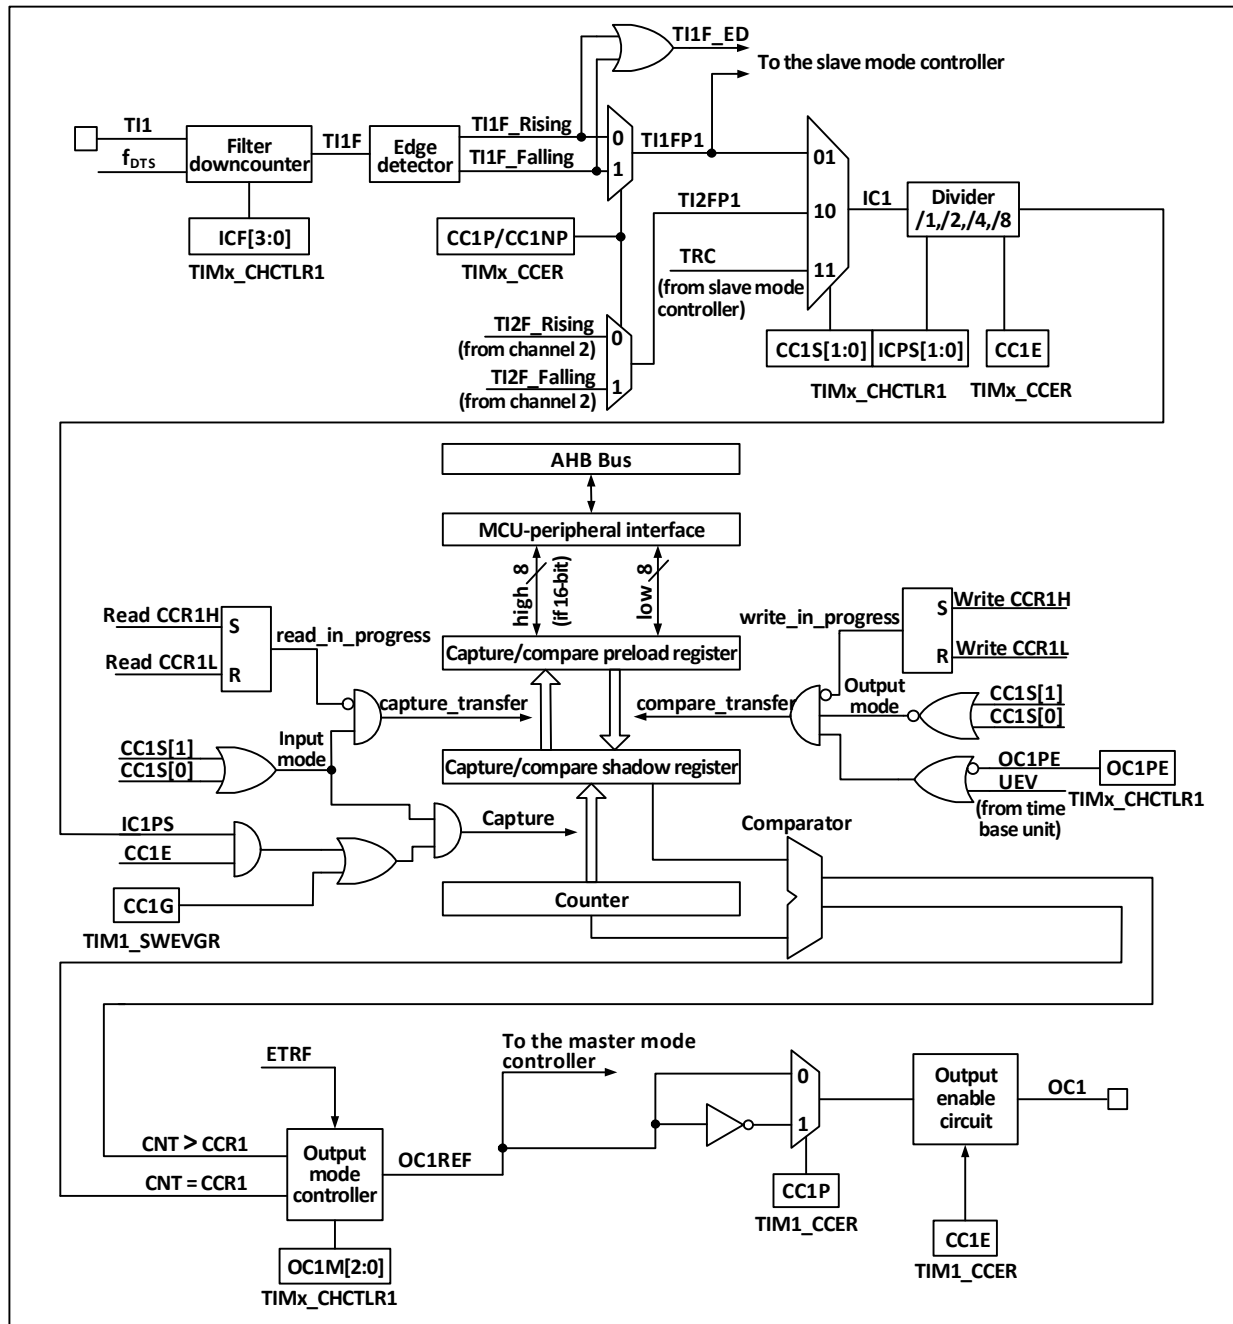 TI1F_ED
To the slave mode controller
TI1
f DTS
Filter
downcounter
TI1F
Edge
detector
TI1F_Rising
TI1F_Falling
0
1
TI1FP1
01
10
11
IC1
Divider
/1,/2,/4,/8
TI2FP1
TRC
(from slave mode
controller)
ICF[3:0]
TIMx_CHCTLR1
CC1P/CC1NP
TIMx_CCER
TI2F_Rising
(from channel 2)
TI2F_Falling
(from channel 2)
0
1
CC1S[1:0]
ICPS[1:0]
CC1E
TIMx_CHCTLR1
TIMx_CCER
AHB Bus
MCU-peripheral interface
high
8
(if 16-bit)
low
8
Read CCR1H
Read CCR1L
S
R
read_in_progress
Capture/compare preload register
write_in_progress
S
R
Write CCR1H
Write CCR1L
capture_transfer
compare_transfer
Output
mode
CC1S[1]
CC1S[0]
CC1S[1]
CC1S[0]
Input
mode
Capture/compare shadow register
OC1PE
UEV
(from time
base unit)
OC1PE
TIMx_CHCTLR1
IC1PS
CC1E
Capture
Comparator
CC1G
TIM1_SWEVGR
Counter
ETRF
To the master mode
controller
CNT > CCR1
CNT = CCR1
Output
mode
controller
OC1REF
0
1
Output
enable
circuit
OC1
CC1P
TIM1_CCER
CC1E
TIM1_CCER
OC1M[2:0]
TIMx_CHCTLR1